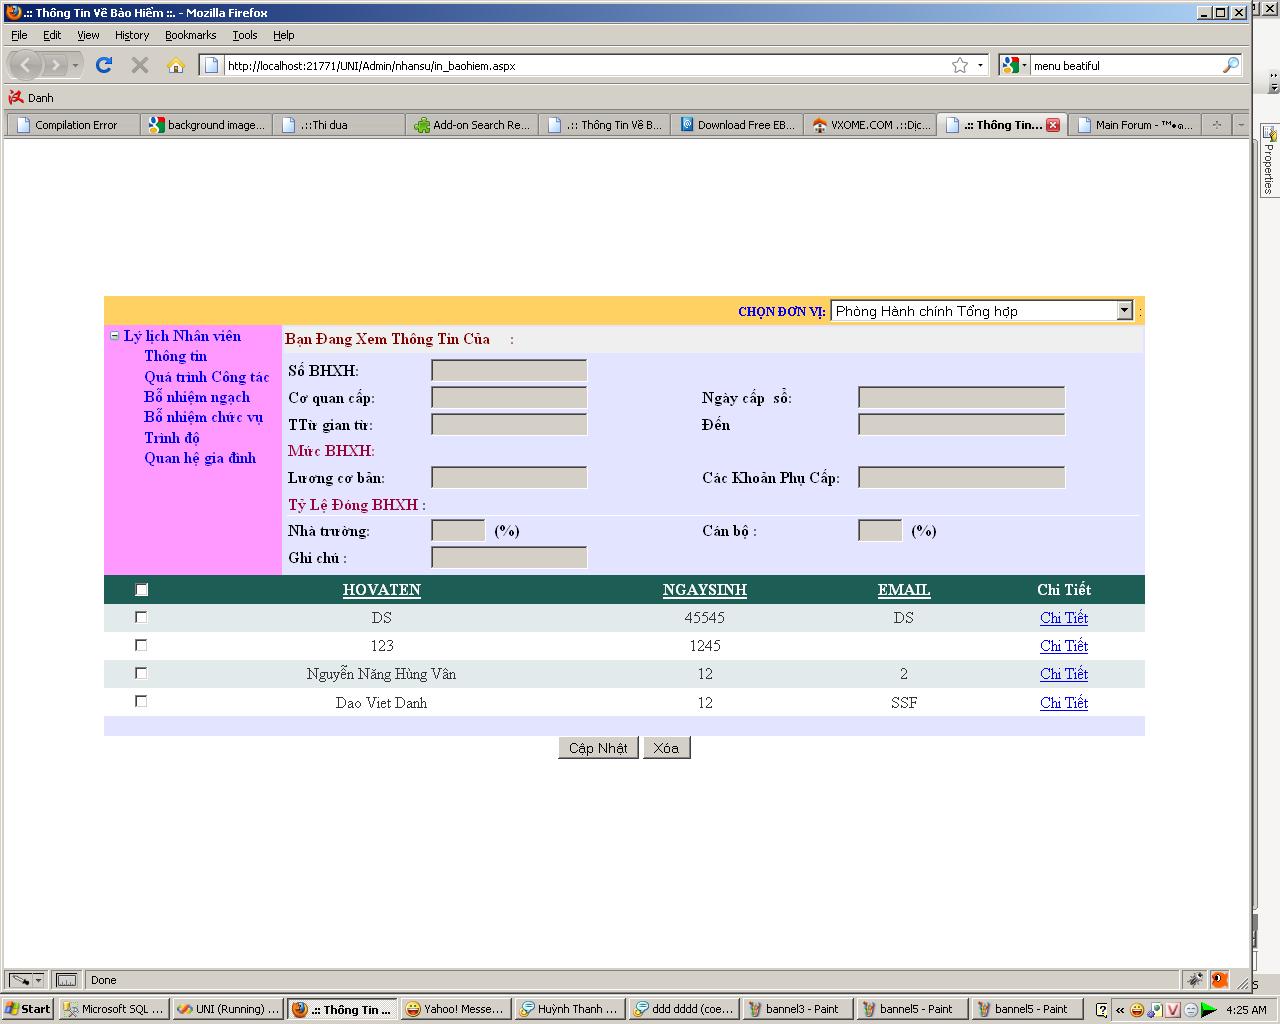 .:: Thông Tin Về Bảo Hiểm ::. - Mozilla Firefox
File Edit View History Bookmarks Tools Help
http://localhost:21771/UNI/Admin/nhansu/in_baohiem.aspx menu beatiful
Danh
Compilation Error background image... .::Thi dua Add-on Search Re... .:: Thông Tin Về B... Download Free EB... VXOME.COM .::Dic... .:: Thông Tin... Main Forum - ™•๓...
Properties
CHỌN ĐƠN VỊ: Phòng Hành chính Tổng hợp :
Lý lịch Nhân viên
Thông tin
Quá trình Công tác
Bỗ nhiệm ngạch
Bỗ nhiệm chức vụ
Trình độ
Quan hệ gia đình
Bạn Đang Xem Thông Tin Của :
Số BHXH:
Cơ quan cấp: Ngày cấp sổ:
TTừ gian từ: Đến
Mức BHXH:
Lương cơ bản: Các Khoản Phụ Cấp:
Tỷ Lệ Đóng BHXH :
Nhà trường: (%) Cán bộ : (%)
Ghi chú :
HOVATEN NGAYSINH EMAIL Chi Tiết
DS 45545 DS Chi Tiết
123 1245 Chi Tiết
Nguyễn Năng Hùng Vân 12 2 Chi Tiết
Dao Viet Danh 12 SSF Chi Tiết
Cập Nhật Xóa
Done
Start Microsoft SQL ... UNI (Running) ... .:: Thông Tin ... Yahoo! Messe... Huỳnh Thanh ... ddd dddd (coe... bannel3 - Paint bannel5 - Paint bannel5 - Paint « 4:25 AM